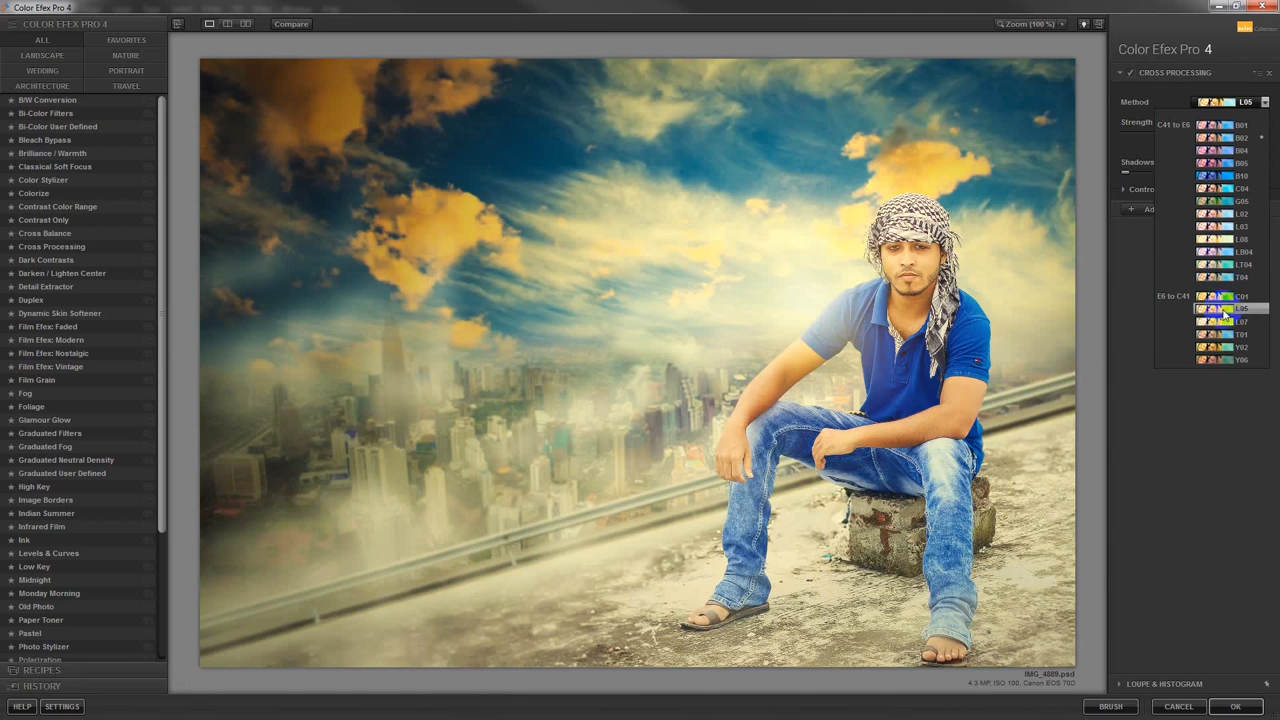 Color Efex Pro 4
COLOR EFEX PRO 4
ALL
FAVORITES
LANDSCAPE
NATURE
WEDDING
PORTRAIT
ARCHITECTURE
TRAVEL
B/W Conversion
Bi-Color Filters
Bi-Color User Defined
Bleach Bypass
Brilliance / Warmth
Classical Soft Focus
Color Stylizer
Colorize
Contrast Color Range
Contrast Only
Cross Balance
Cross Processing
Dark Contrasts
Darken / Lighten Center
Detail Extractor
Duplex
Dynamic Skin Softener
Film Efex: Faded
Film Efex: Modern
Film Efex: Nostalgic
Film Efex: Vintage
Film Grain
Fog
Foliage
Glamour Glow
Graduated Filters
Graduated Fog
Graduated Neutral Density
Graduated User Defined
High Key
Image Borders
Indian Summer
Infrared Film
Ink
Levels & Curves
Low Key
Midnight
Monday Morning
Old Photo
Paper Toner
Pastel
Photo Stylizer
Polarization
RECIPES
HISTORY
HELP
SETTINGS
Compare
Zoom (100 %)
IMG_4889.psd
4.3 MP, ISO 100, Canon EOS 70D
Collection
Color Efex Pro 4
CROSS PROCESSING
Method
L05
Strength
Shadows
Contro
Ad
C41 to E6
B01
B02
B04
B05
B10
C04
G05
L02
L03
L08
LB04
LT04
T04
E6 to C41
C01
L05
L07
T01
Y02
Y06
LOUPE & HISTOGRAM
BRUSH
CANCEL
OK